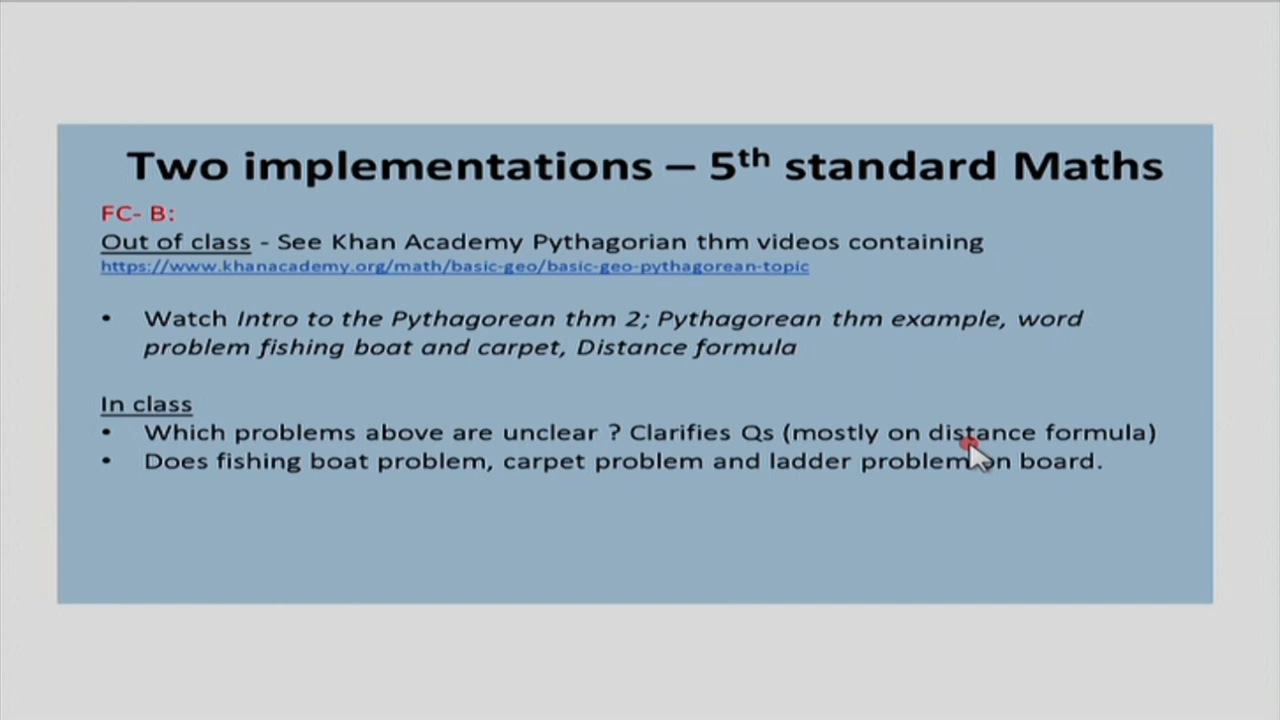 Two implementations – 5th standard Maths
FC- B:
Out of class - See Khan Academy Pythagorian thm videos containing
https://www.khanacademy.org/math/basic-geo/basic-geo-pythagorean-topic
• Watch Intro to the Pythagorean thm 2; Pythagorean thm example, word
problem fishing boat and carpet, Distance formula
In class
• Which problems above are unclear ? Clarifies Qs (mostly on distance formula)
• Does fishing boat problem, carpet problem and ladder problem on board.